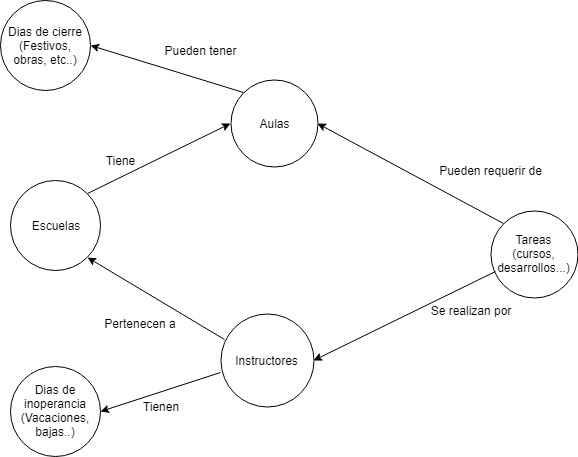 Dias de cierre
(Festivos,
obras, etc..)
Pueden tener
Aulas
Tiene
Pueden requerir de
Escuelas
Tareas
(cursos,
desarrollos...)
Se realizan por
Pertenecen a
Instructores
Dias de
inoperancia
(Vacaciones,
bajas..)
Tienen